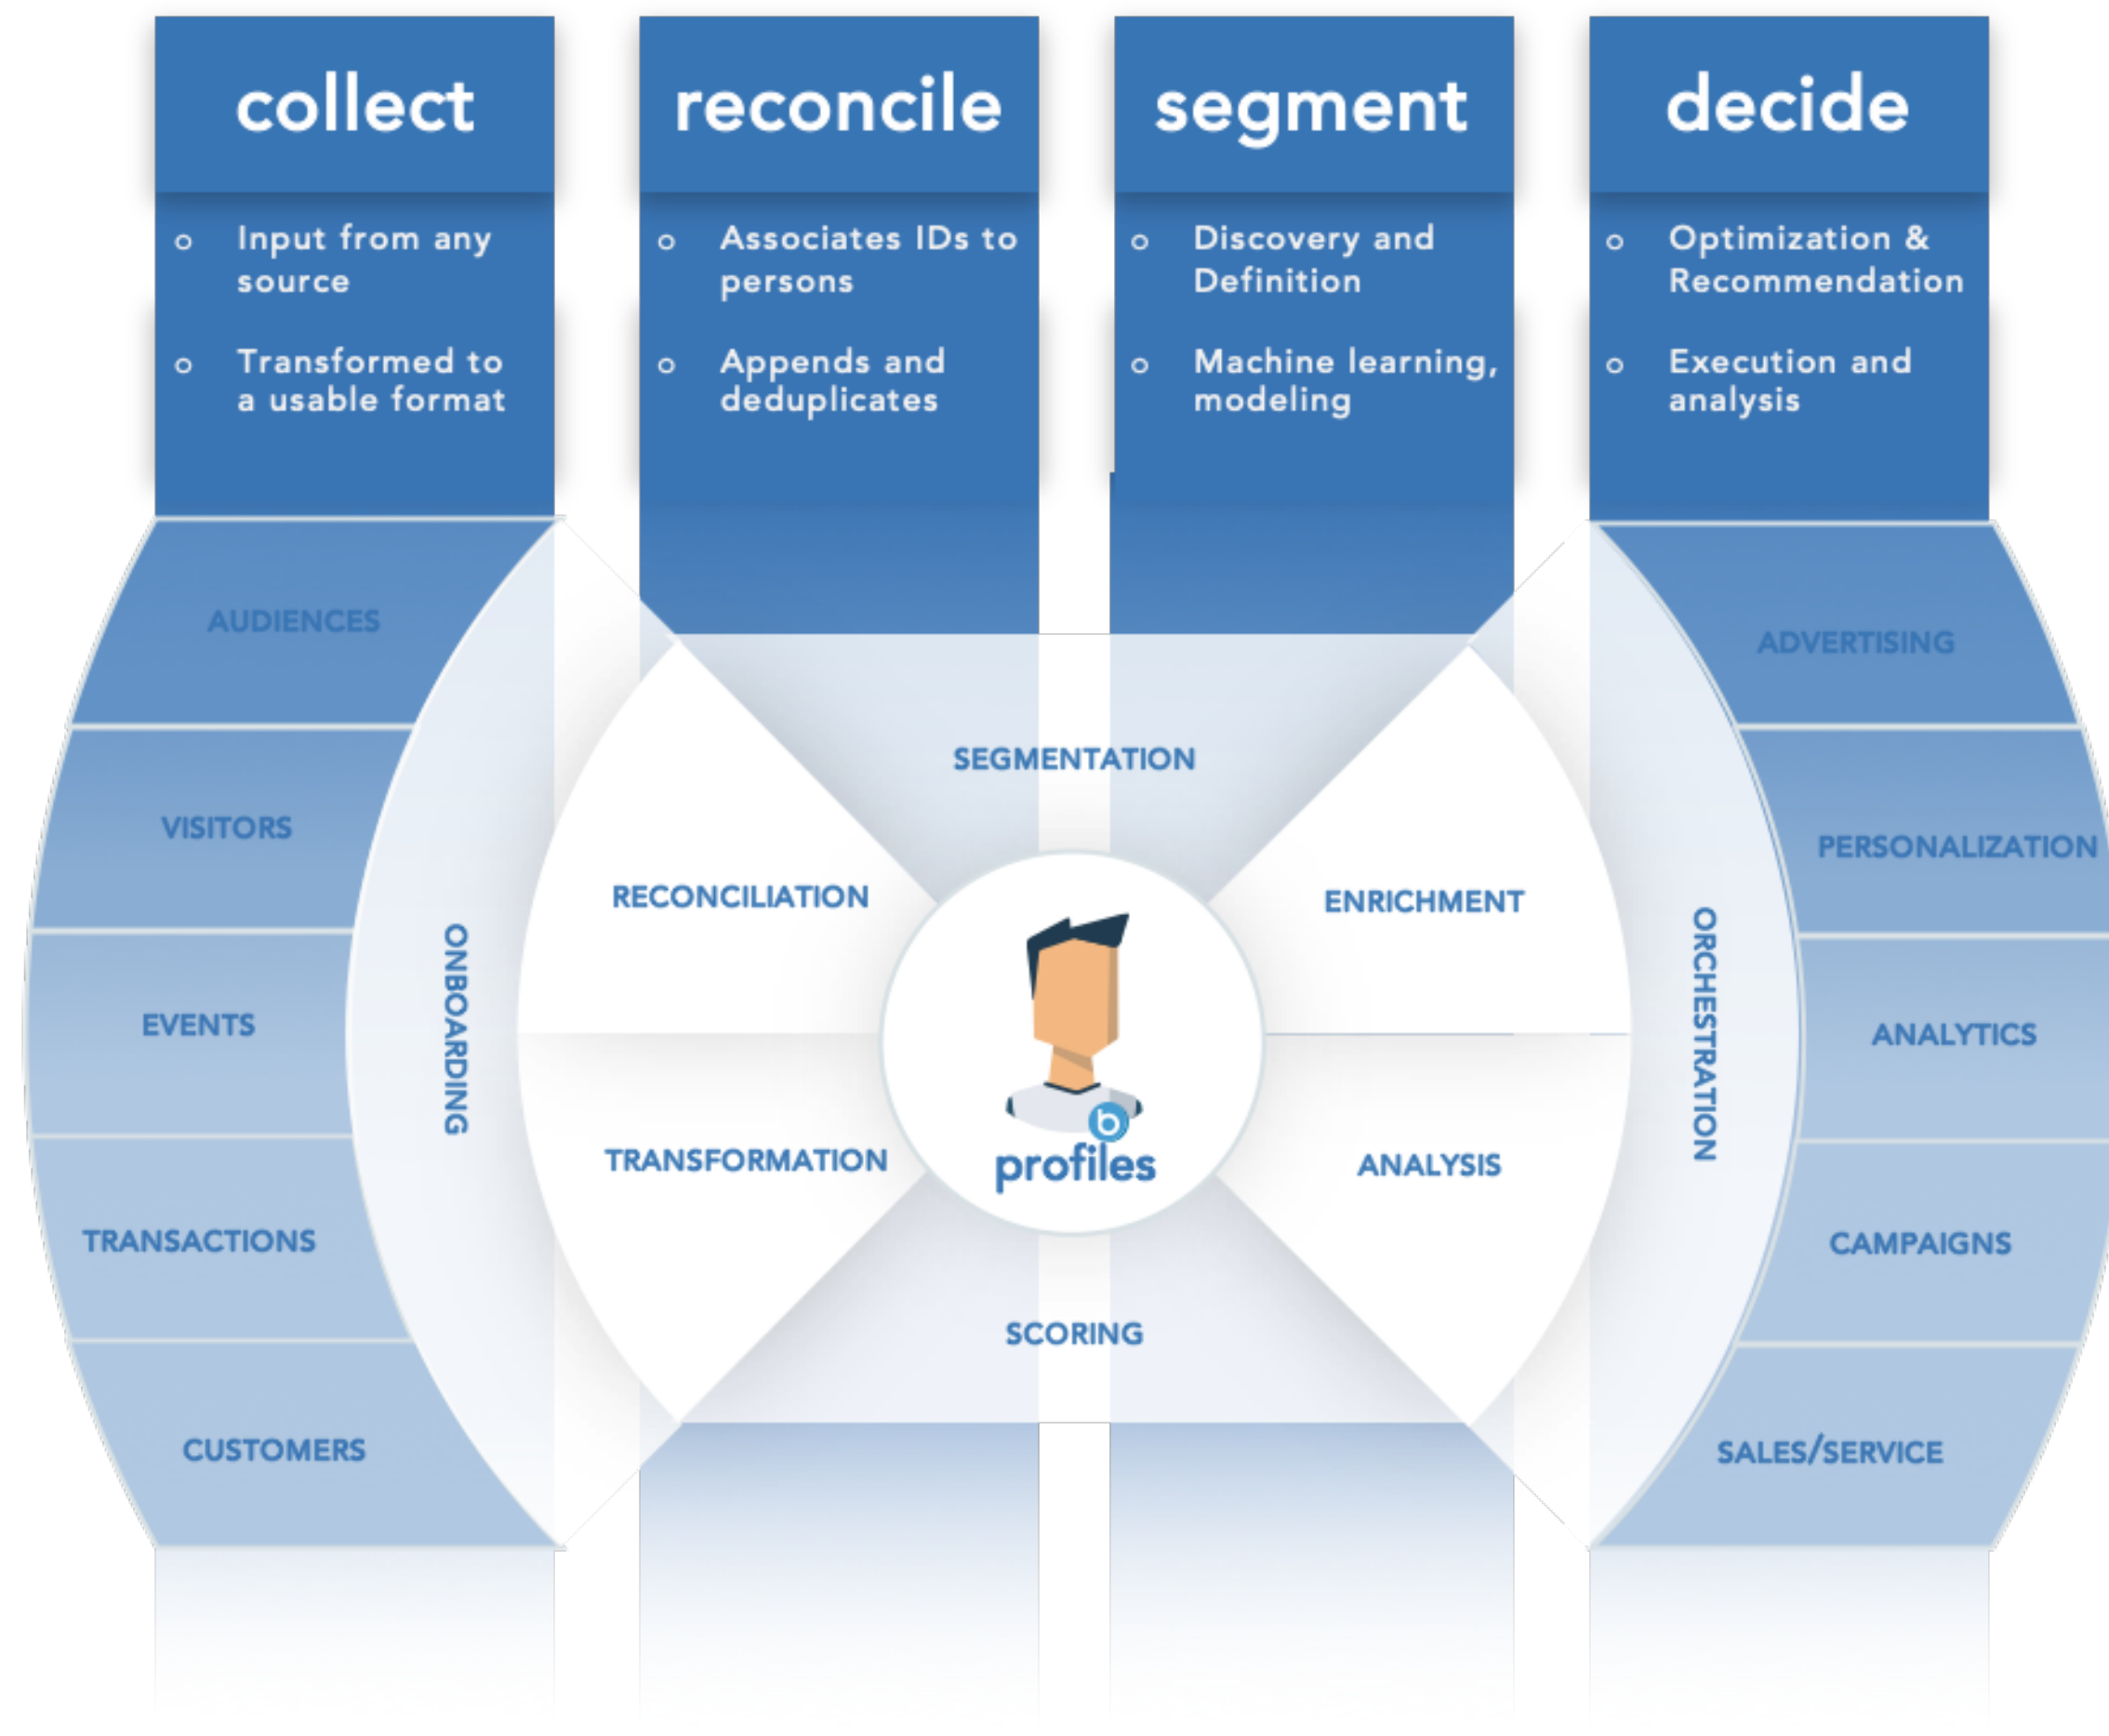 collect
○ Input from any
source
○ Transformed to
a usable format
reconcile
○ Associates IDs to
persons
○ Appends and
deduplicates
segment
○ Discovery and
Definition
○ Machine learning,
modeling
decide
○ Optimization &
Recommendation
○ Execution and
analysis
AUDIENCES
VISITORS
EVENTS
TRANSACTIONS
CUSTOMERS
ONBOARDING
RECONCILIATION
TRANSFORMATION
SEGMENTATION
b
profiles
SCORING
ENRICHMENT
ANALYSIS
ORCHESTRATION
ADVERTISING
PERSONALIZATION
ANALYTICS
CAMPAIGNS
SALES/SERVICE